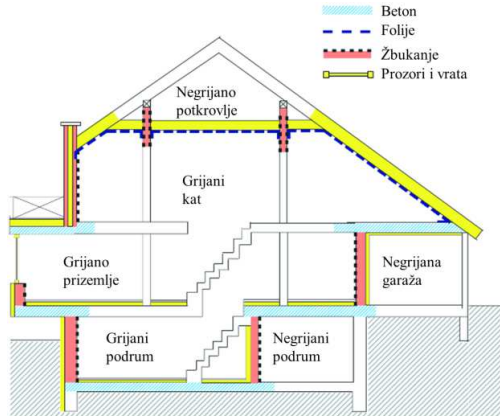 Beton
Folije
Žbukanje
Prozori i vrata
Negrijano
potkrovlje
Grijani
kat
Grijano
prizemlje
Negrijana
garaža
Grijani
podrum
Negrijani
podrum